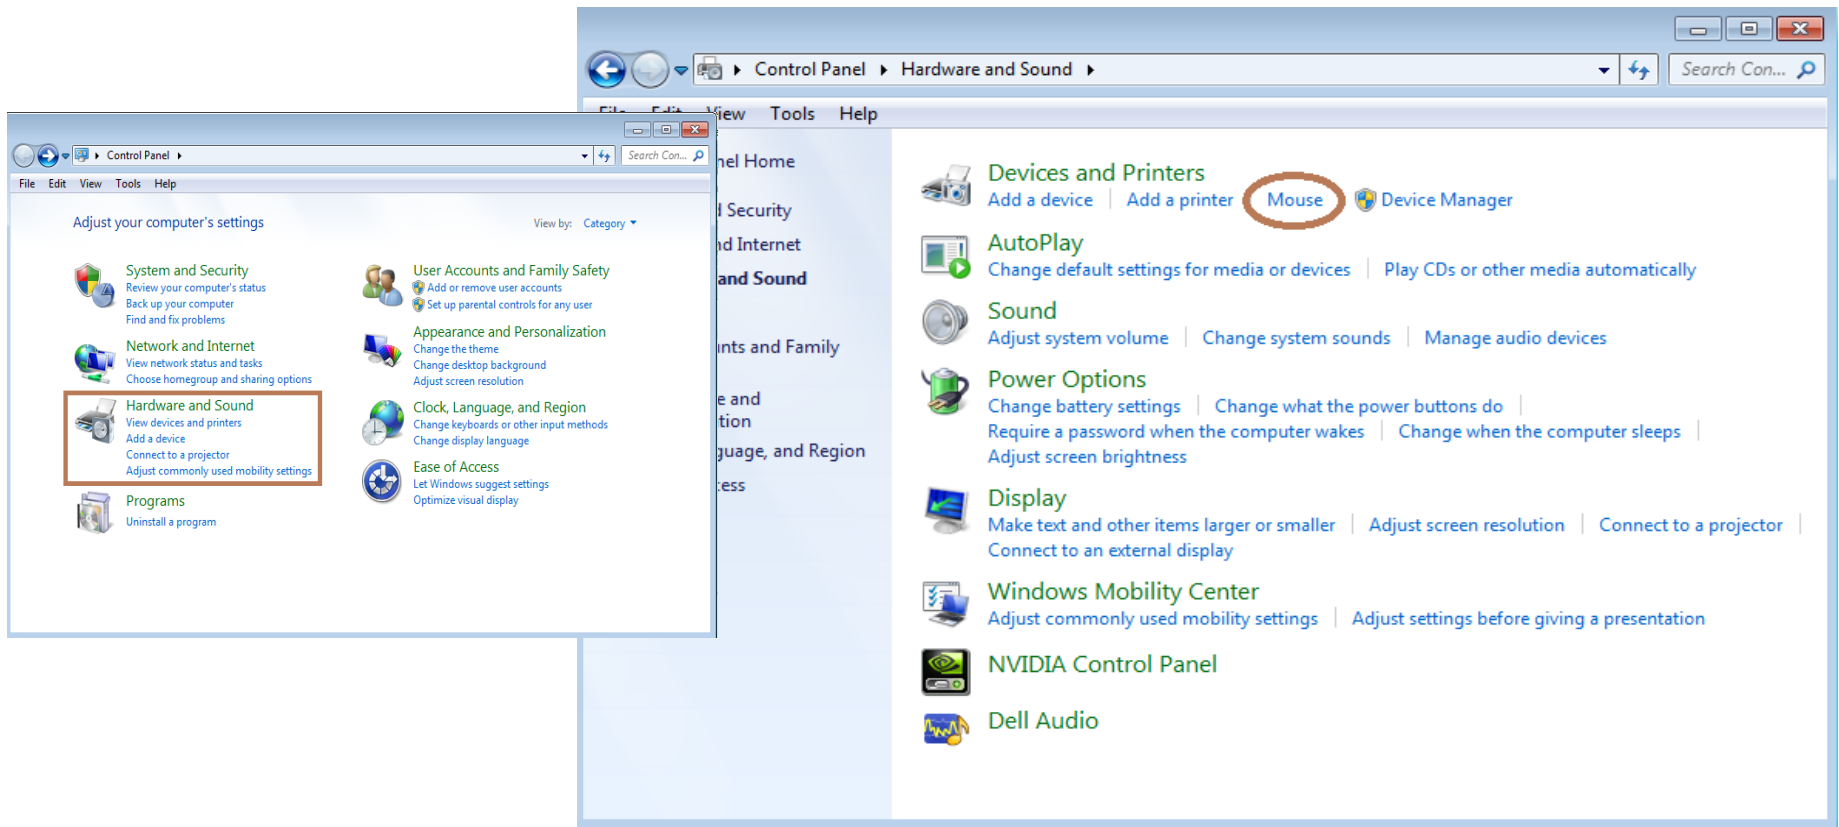 Control Panel
Search Con...
File Edit View Tools Help
Adjust your computer's settings
View by: Category
System and Security
Review your computer's status
Back up your computer
Find and fix problems
Network and Internet
View network status and tasks
Choose homegroup and sharing options
Hardware and Sound
View devices and printers
Add a device
Connect to a projector
Adjust commonly used mobility settings
Programs
Uninstall a program
User Accounts and Family Safety
Add or remove user accounts
Set up parental controls for any user
Appearance and Personalization
Change the theme
Change desktop background
Adjust screen resolution
Clock, Language, and Region
Change keyboards or other input methods
Change display language
Ease of Access
Let Windows suggest settings
Optimize visual display
Control Panel Hardware and Sound
Search Con...
Tools Help
Home
Security
Internet
and Sound
and Family
and
and Region
Devices and Printers
Add a device Add a printer Mouse Device Manager
AutoPlay
Change default settings for media or devices Play CDs or other media automatically
Sound
Adjust system volume Change system sounds Manage audio devices
Power Options
Change battery settings Change what the power buttons do
Require a password when the computer wakes Change when the computer sleeps
Adjust screen brightness
Display
Make text and other items larger or smaller Adjust screen resolution Connect to a projector
Connect to an external display
Windows Mobility Center
Adjust commonly used mobility settings Adjust settings before giving a presentation
NVIDIA Control Panel
Dell Audio